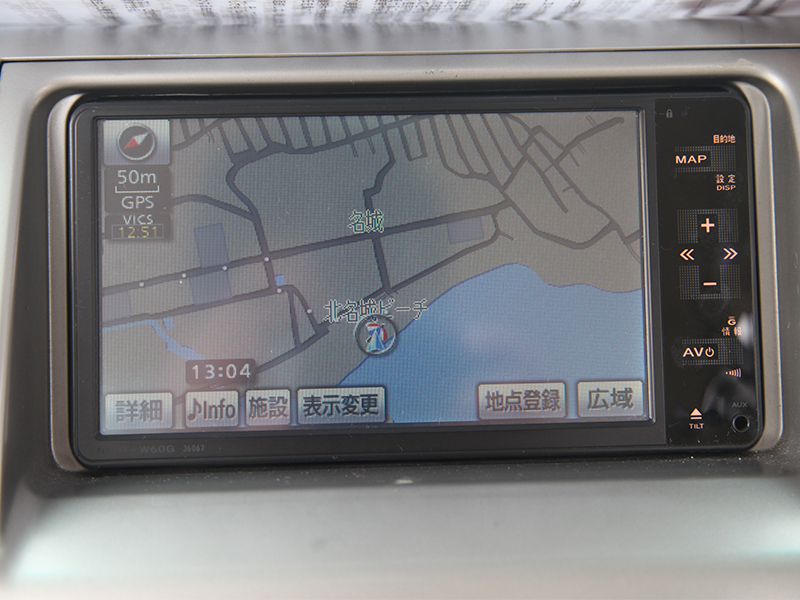 50m
GPS
VICS
12:51
名城
北名城ビーチ
13:04
詳細
♪Info
施設
表示変更
地点登録
広域
W60G J6067
目的地
MAP
設定
DISP
+
«
»
−
G
情報
AV
AUX
TILT